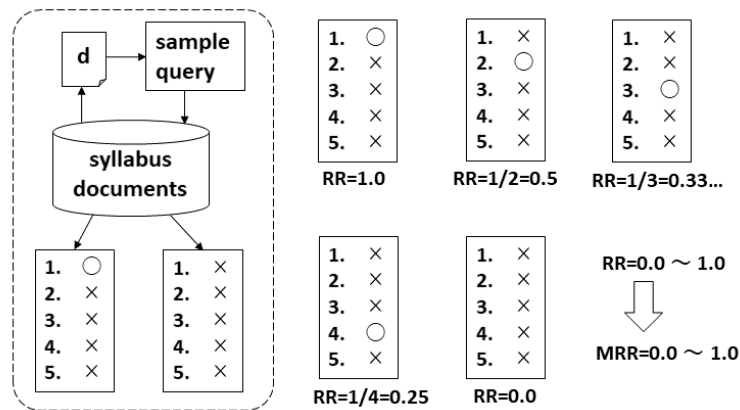 d
sample
query
syllabus
documents
1. ○
2. ×
3. ×
4. ×
5. ×
1. ×
2. ×
3. ×
4. ×
5. ×
1. ○
2. ×
3. ×
4. ×
5. ×
RR=1.0
1. ×
2. ○
3. ×
4. ×
5. ×
RR=1/2=0.5
1. ×
2. ×
3. ○
4. ×
5. ×
RR=1/3=0.33...
1. ×
2. ×
3. ×
4. ○
5. ×
RR=1/4=0.25
1. ×
2. ×
3. ×
4. ×
5. ×
RR=0.0
RR=0.0 ～ 1.0
MRR=0.0 ～ 1.0